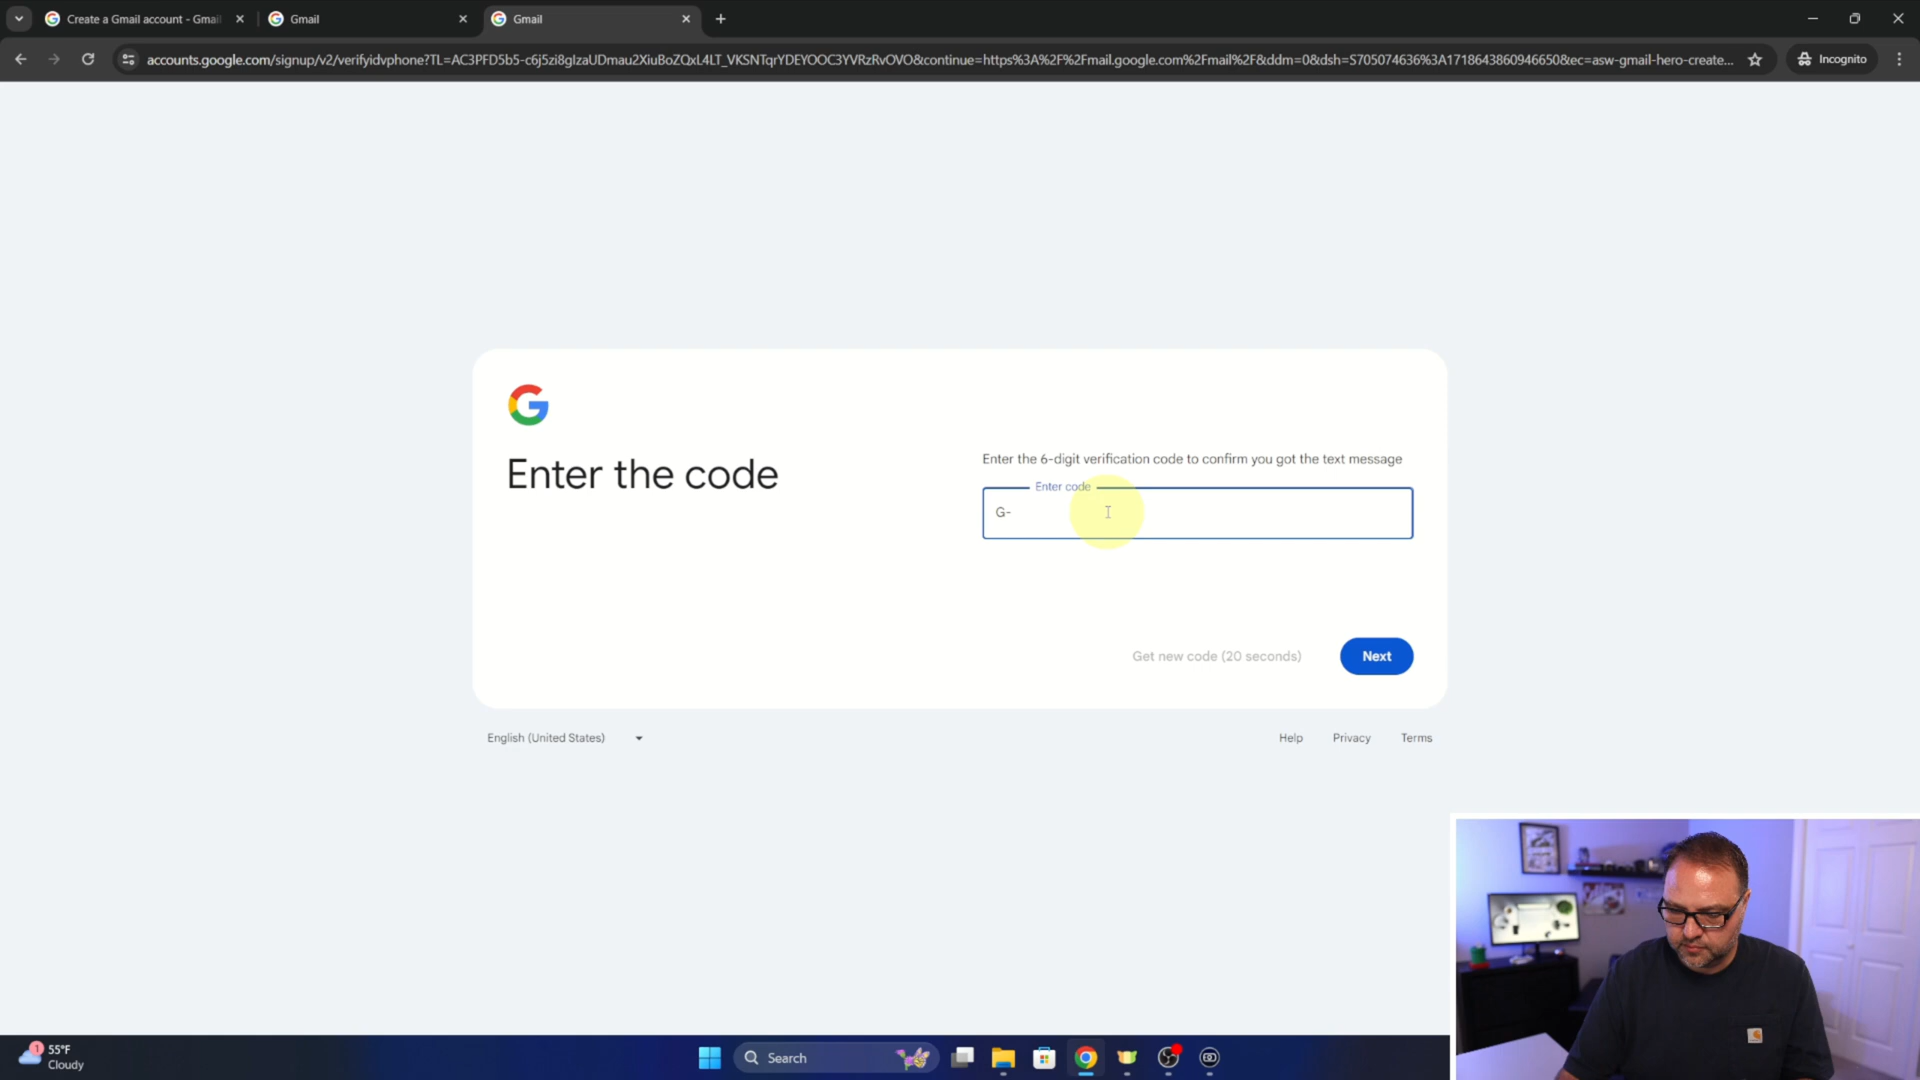 Create a Gmail account - Gmail
Gmail
Gmail
accounts.google.com/signup/v2/verifyidvphone?TL=AC3PFD5b5-c6j5zi8gIzaUDmau2XiuBoZQxL4LT_VKSNTqrYDEYOOC3YVRzRvOVO&continue=https%3A%2F%2Fmail.google.com%2Fmail%2F&ddm=0&dsh=S705074636%3A1718643860946650&ec=asw-gmail-hero-create...
Incognito
Enter the code
Enter the 6-digit verification code to confirm you got the text message
Enter code
G-
Get new code (20 seconds)
Next
English (United States)
Help
Privacy
Terms
1
55°F
Cloudy
Search